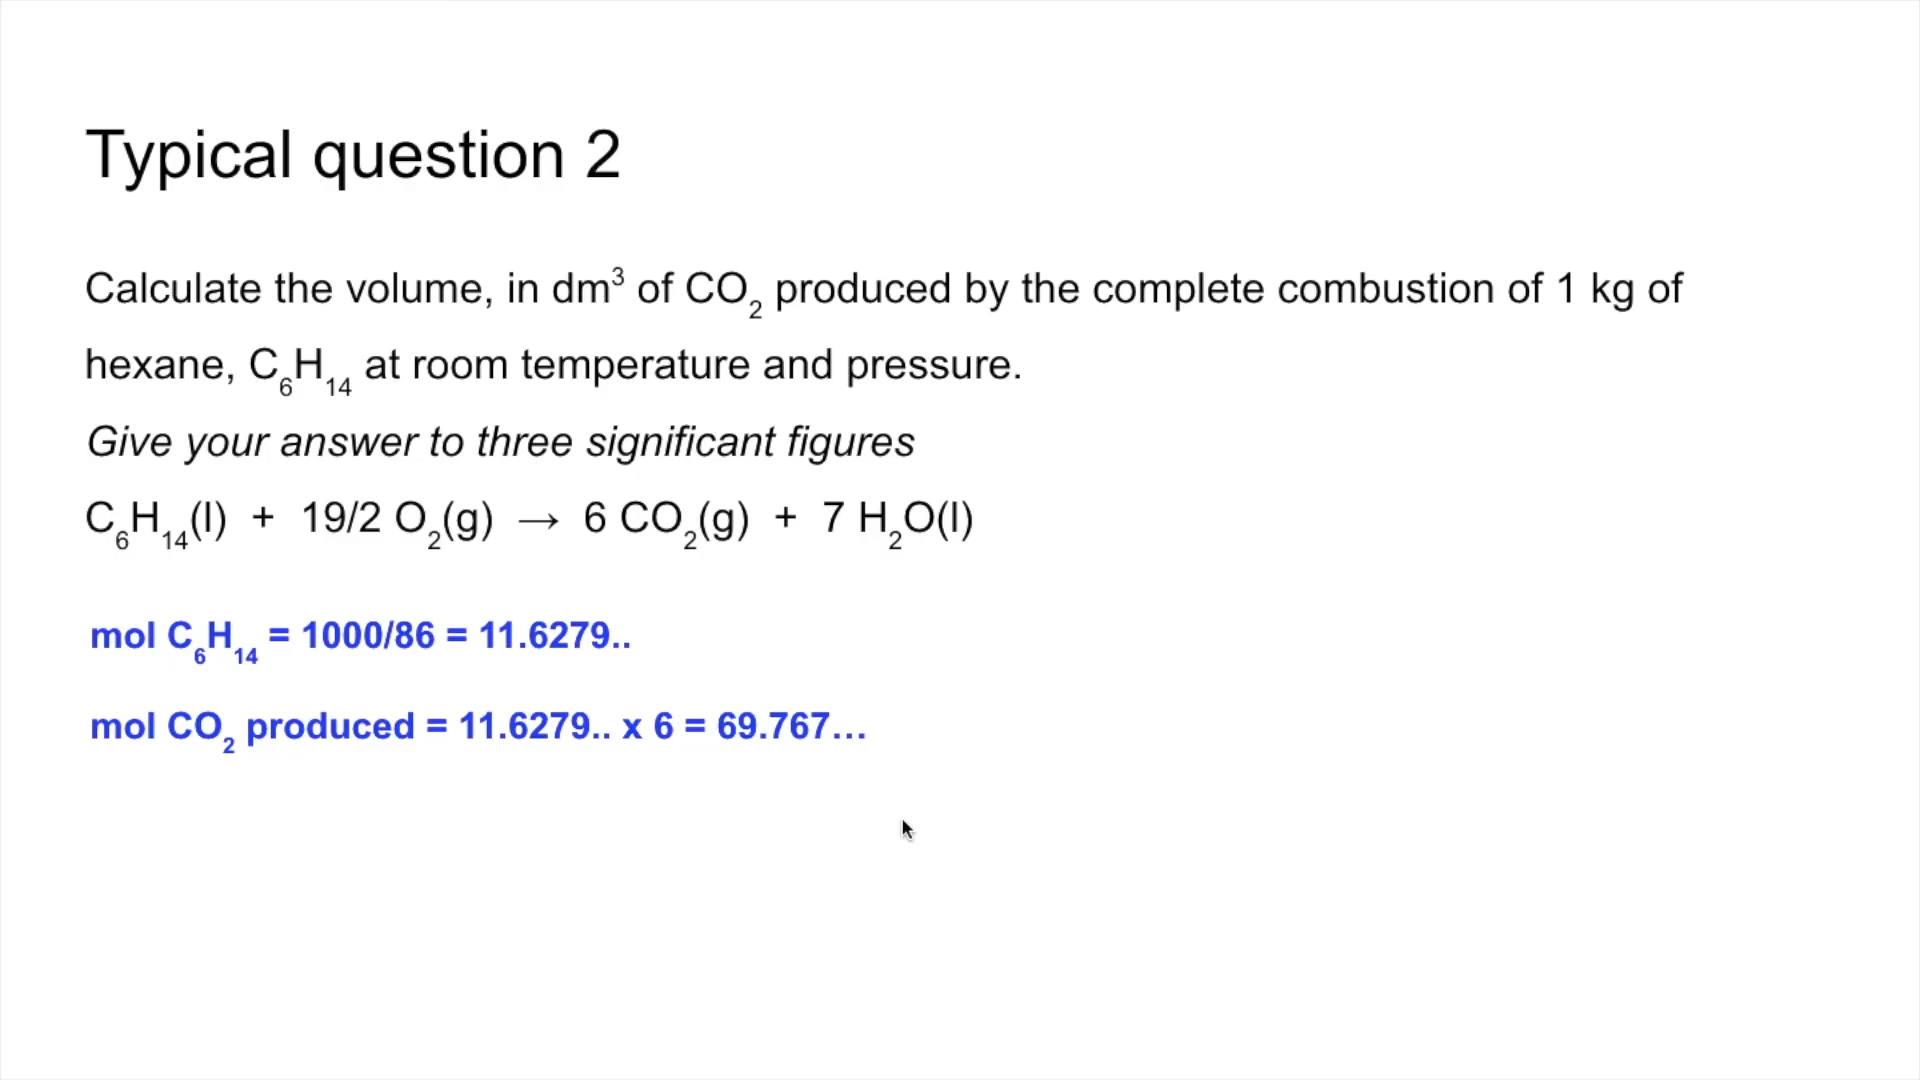 Typical question 2
Calculate the volume, in dm³ of CO₂ produced by the complete combustion of 1 kg of
hexane, C₆H₁₄ at room temperature and pressure.
Give your answer to three significant figures
C₆H₁₄(l) + 19/2 O₂(g) → 6 CO₂(g) + 7 H₂O(l)
mol C₆H₁₄ = 1000/86 = 11.6279..
mol CO₂ produced = 11.6279.. x 6 = 69.767...